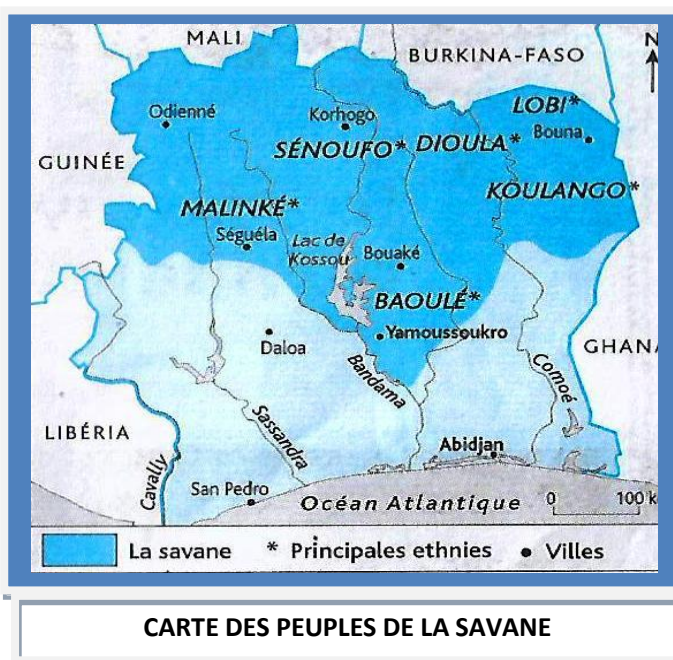 MALI
N
BURKINA-FASO
LOBI*
Odienné
Korhogo
Bouna
SÉNOUFO*
DIOULA*
GUINÉE
KOULANGO*
MALINKÉ*
Séguéla
Lac de
Kossou
Bouaké
BAOULÉ*
Yamoussoukro
Daloa
GHANA
Bandama
Comoé
Sassandra
LIBÉRIA
Abidjan
Cavally
San Pedro
Océan Atlantique
0 100 k
La savane * Principales ethnies • Villes
CARTE DES PEUPLES DE LA SAVANE